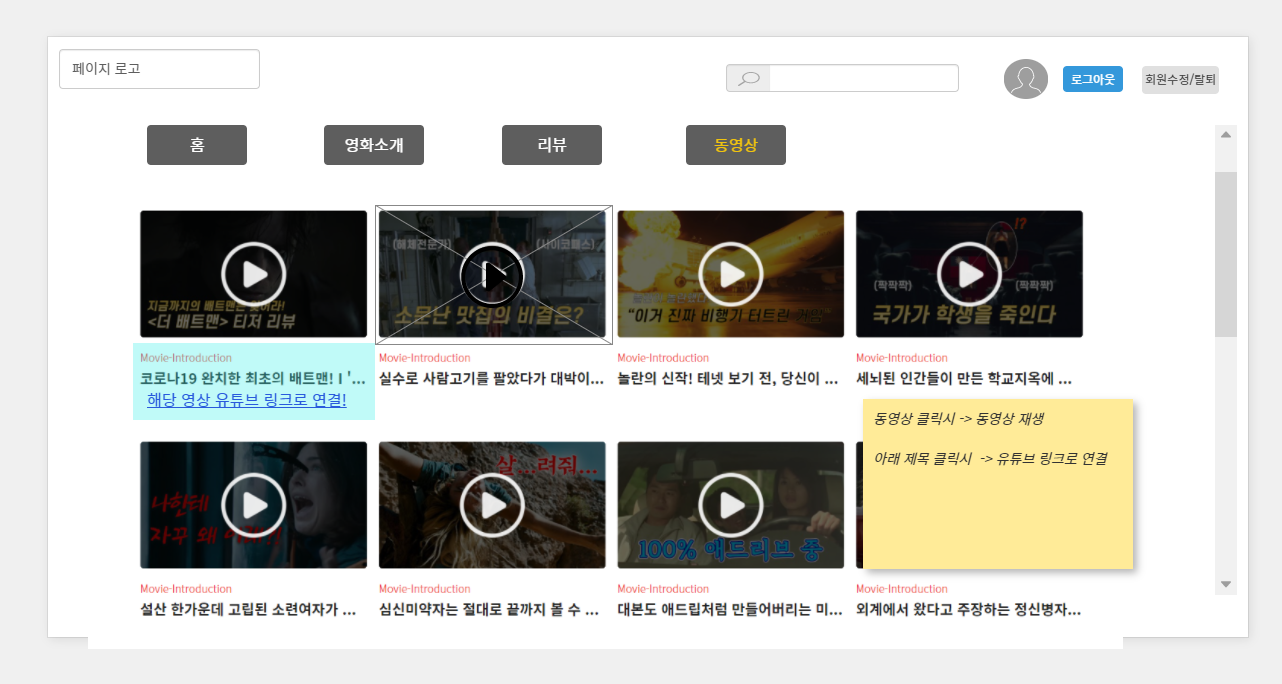 페이지 로고
로그아웃
회원수정/탈퇴
홈
영화소개
리뷰
동영상
지금까지의 배트맨은 잊어라!
<더 배트맨> 티저 리뷰
(해체전문가)
(사이코패스)
소문난 맛집의 비결은?
"이거 진짜 비행기 터트린
!?
(짝짝짝)
(짝짝짝)
국가가 학생을 죽인다
Movie-Introduction
Movie-Introduction
Movie-Introduction
Movie-Introduction
코로나19 완치한 최초의 배트맨! I '...
실수로 사람고기를 팔았다가 대박이...
놀란의 신작! 테넷 보기 전, 당신이 ...
세뇌된 인간들이 만든 학교지옥에 ...
해당 영상 유튜브 링크로 연결!
동영상 클릭시 -> 동영상 재생
아래 제목 클릭시 -> 유튜브 링크로 연결
나한테
자꾸 왜 이래?!
살...려줘...
100% 애드리브 중
Movie-Introduction
Movie-Introduction
Movie-Introduction
Movie-Introduction
설산 한가운데 고립된 소련여자가 ...
심신미약자는 절대로 끝까지 볼 수 ...
대본도 애드립처럼 만들어버리는 미...
외계에서 왔다고 주장하는 정신병자...